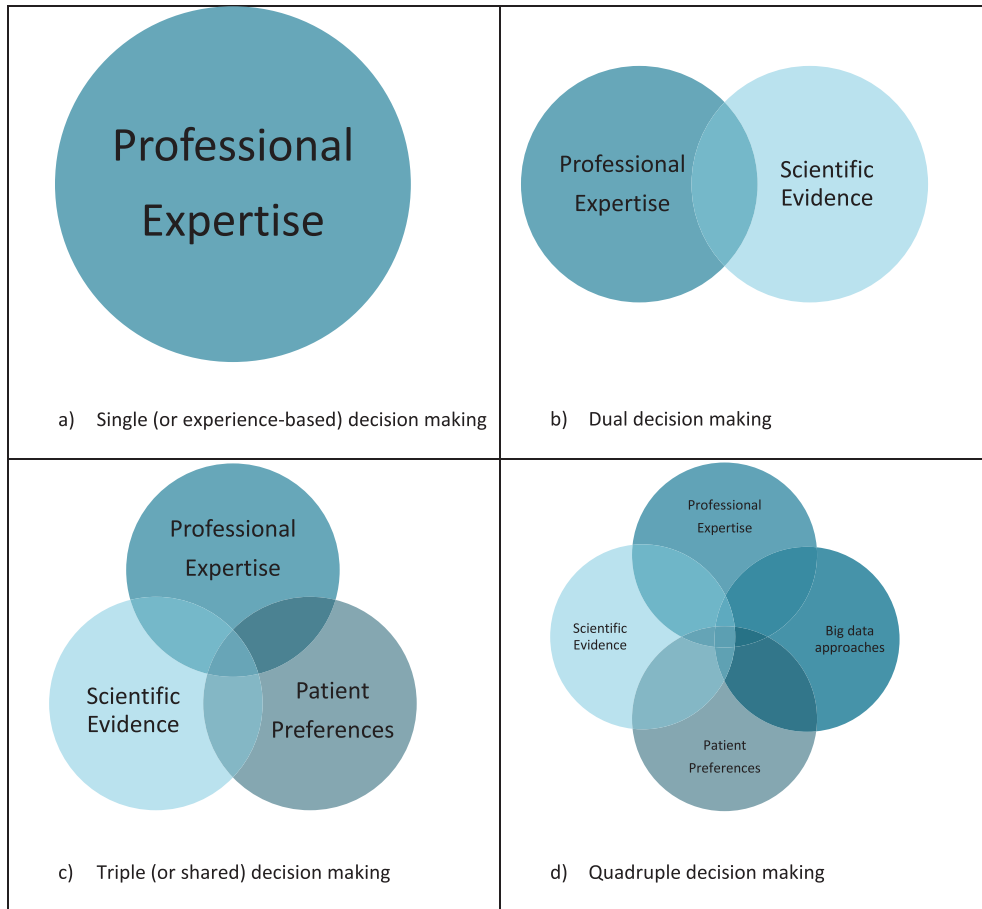 Professional
Expertise
a) Single (or experience-based) decision making
Professional
Expertise
Scientific
Evidence
b) Dual decision making
Professional
Expertise
Scientific
Evidence
Patient
Preferences
c) Triple (or shared) decision making
Professional
Expertise
Scientific
Evidence
Big data
approaches
Patient
Preferences
d) Quadruple decision making